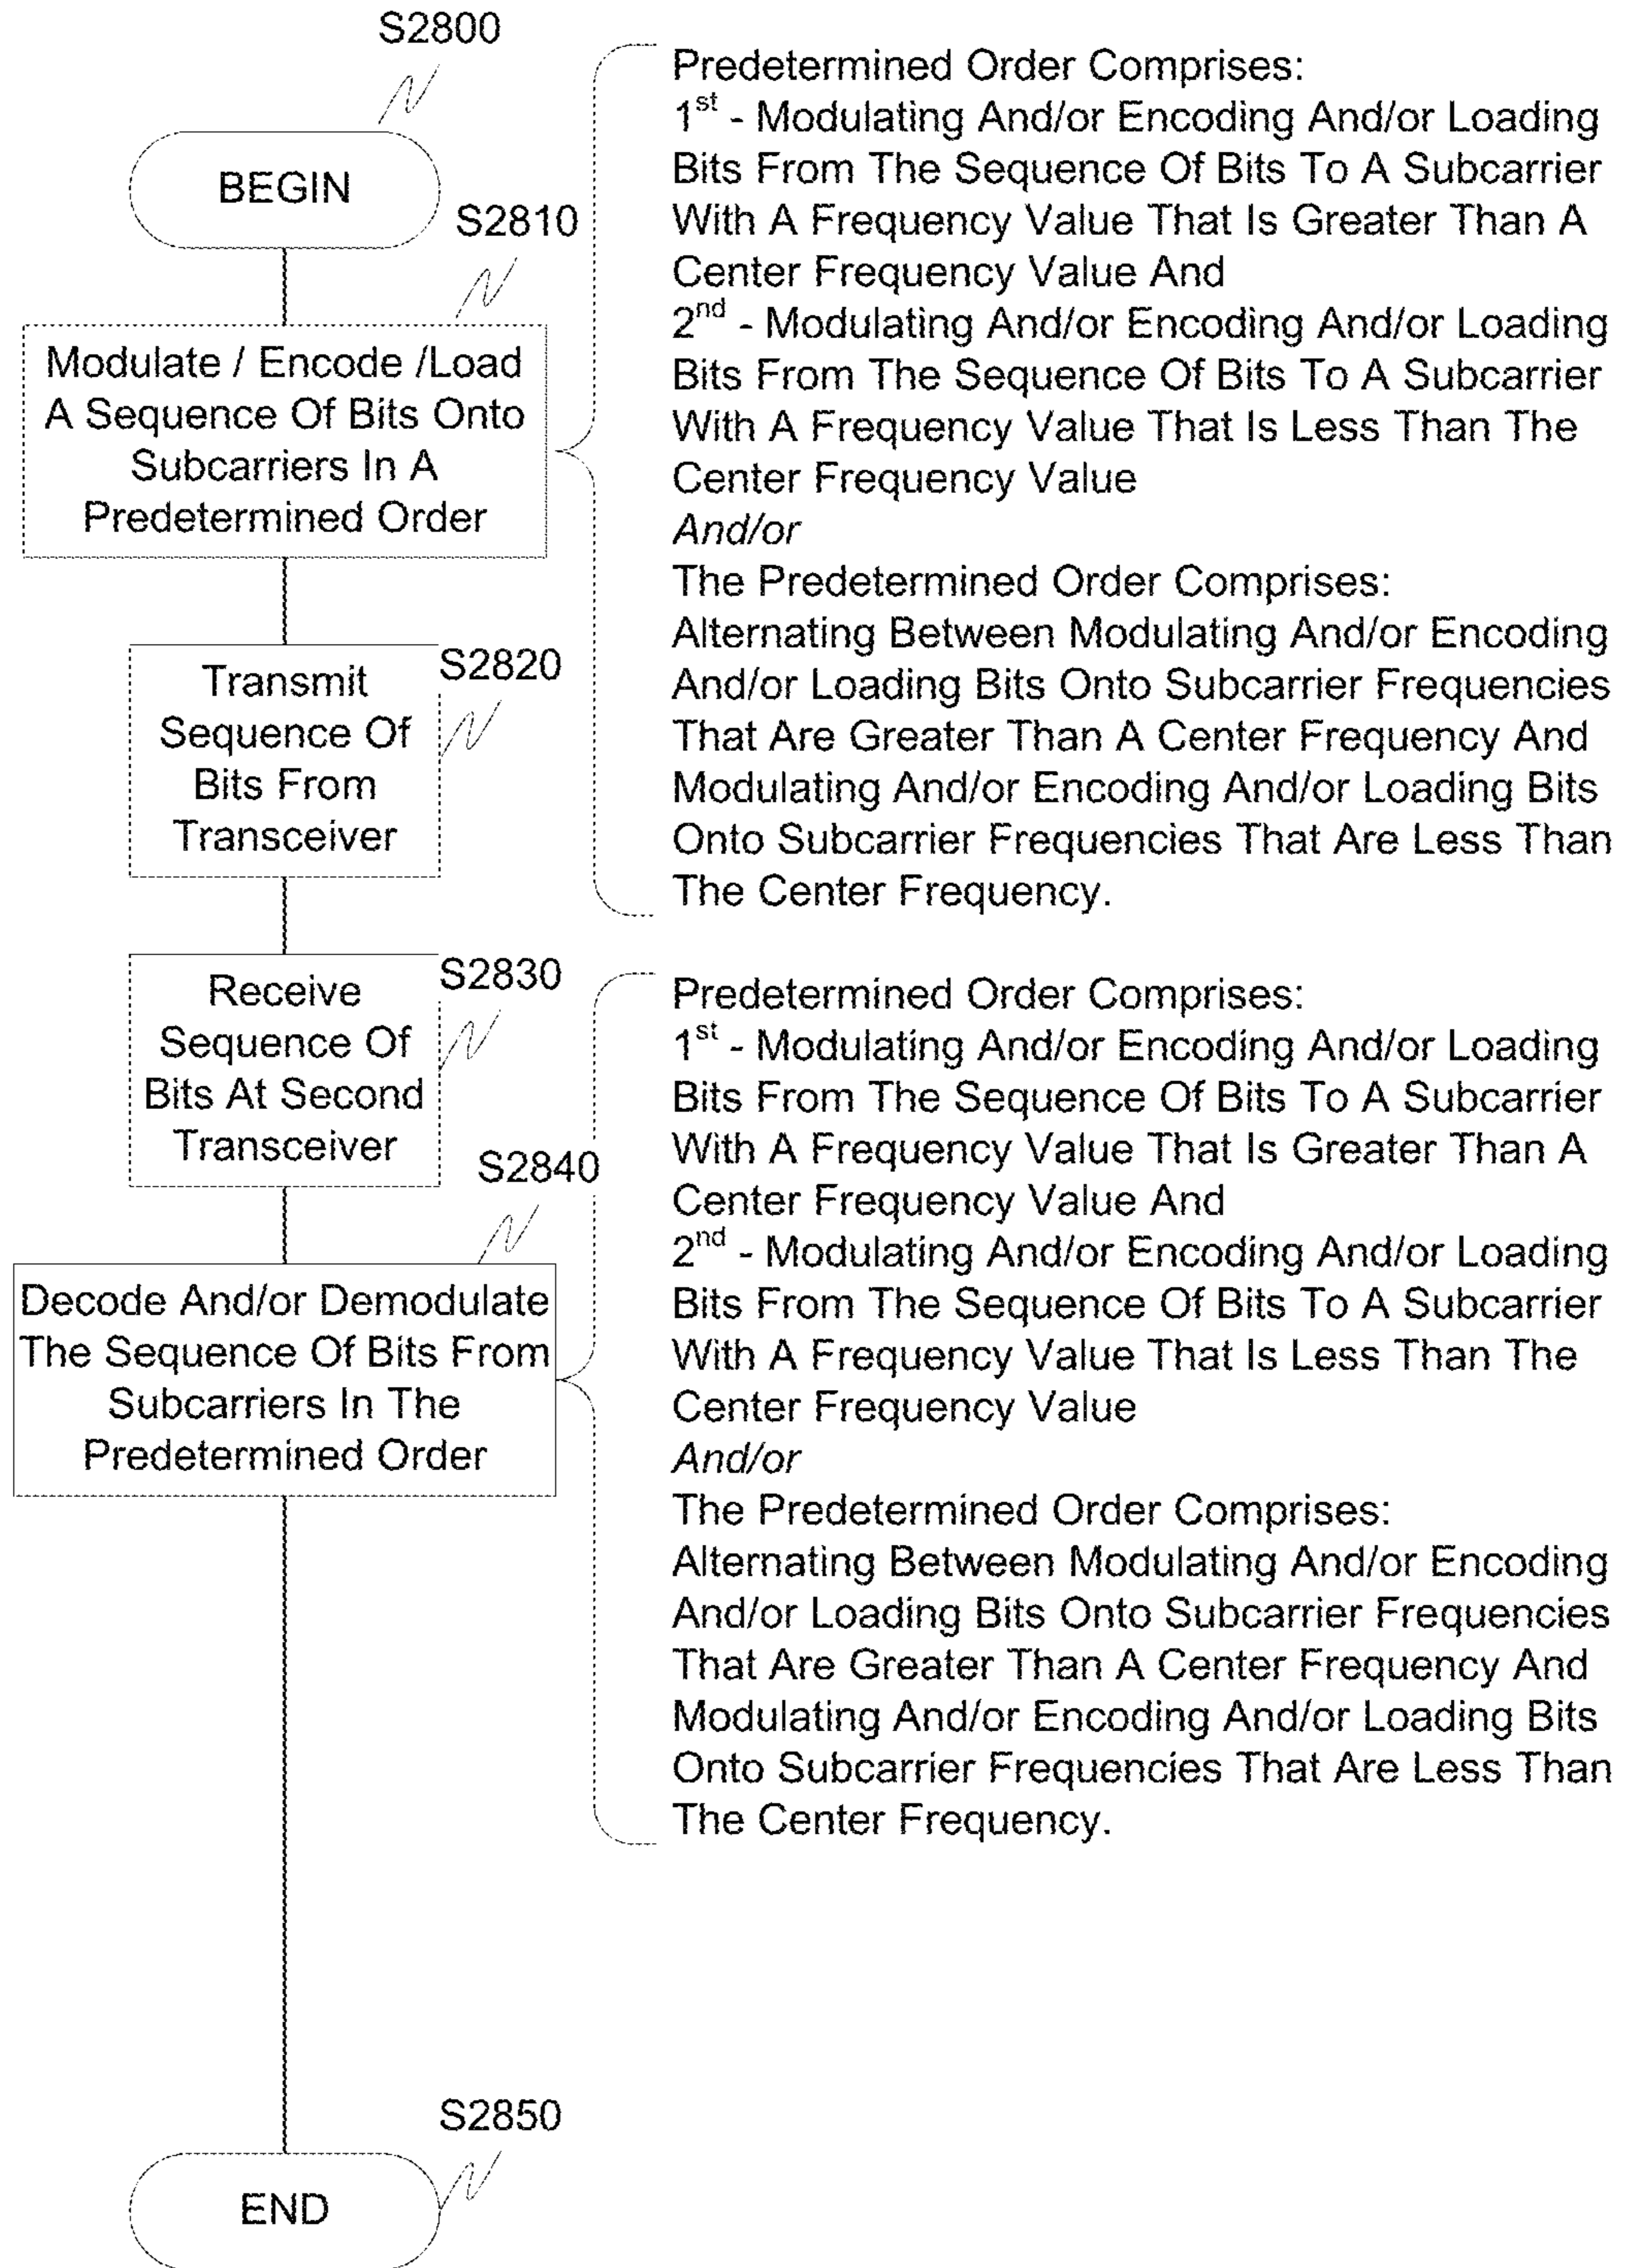 S2800
BEGIN
S2810
Modulate / Encode /Load
A Sequence Of Bits Onto
Subcarriers In A
Predetermined Order
Predetermined Order Comprises:
1st - Modulating And/or Encoding And/or Loading
Bits From The Sequence Of Bits To A Subcarrier
With A Frequency Value That Is Greater Than A
Center Frequency Value And
2nd - Modulating And/or Encoding And/or Loading
Bits From The Sequence Of Bits To A Subcarrier
With A Frequency Value That Is Less Than The
Center Frequency Value
And/or
The Predetermined Order Comprises:
Alternating Between Modulating And/or Encoding
And/or Loading Bits Onto Subcarrier Frequencies
That Are Greater Than A Center Frequency And
Modulating And/or Encoding And/or Loading Bits
Onto Subcarrier Frequencies That Are Less Than
The Center Frequency.
S2820
Transmit
Sequence Of
Bits From
Transceiver
S2830
Receive
Sequence Of
Bits At Second
Transceiver
S2840
Decode And/or Demodulate
The Sequence Of Bits From
Subcarriers In The
Predetermined Order
Predetermined Order Comprises:
1st - Modulating And/or Encoding And/or Loading
Bits From The Sequence Of Bits To A Subcarrier
With A Frequency Value That Is Greater Than A
Center Frequency Value And
2nd - Modulating And/or Encoding And/or Loading
Bits From The Sequence Of Bits To A Subcarrier
With A Frequency Value That Is Less Than The
Center Frequency Value
And/or
The Predetermined Order Comprises:
Alternating Between Modulating And/or Encoding
And/or Loading Bits Onto Subcarrier Frequencies
That Are Greater Than A Center Frequency And
Modulating And/or Encoding And/or Loading Bits
Onto Subcarrier Frequencies That Are Less Than
The Center Frequency.
S2850
END